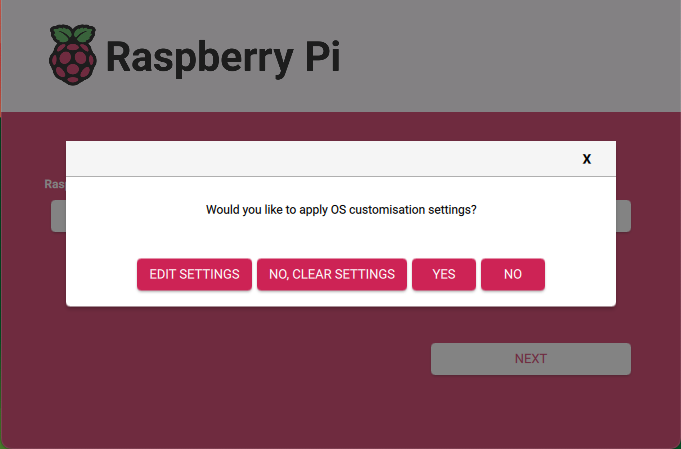 Raspberry Pi
X
Ras
Would you like to apply OS customisation settings?
EDIT SETTINGS NO, CLEAR SETTINGS YES NO
NEXT